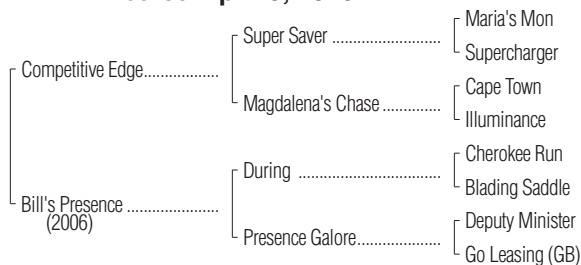 Maria's Mon
Super Saver ....................
Supercharger
Competitive Edge..................
Cape Town
Magdalena's Chase ..............
Illuminance
Cherokee Run
During ............................
Blading Saddle
Bill's Presence ......................
(2006)
Deputy Minister
Presence Galore...................
Go Leasing (GB)